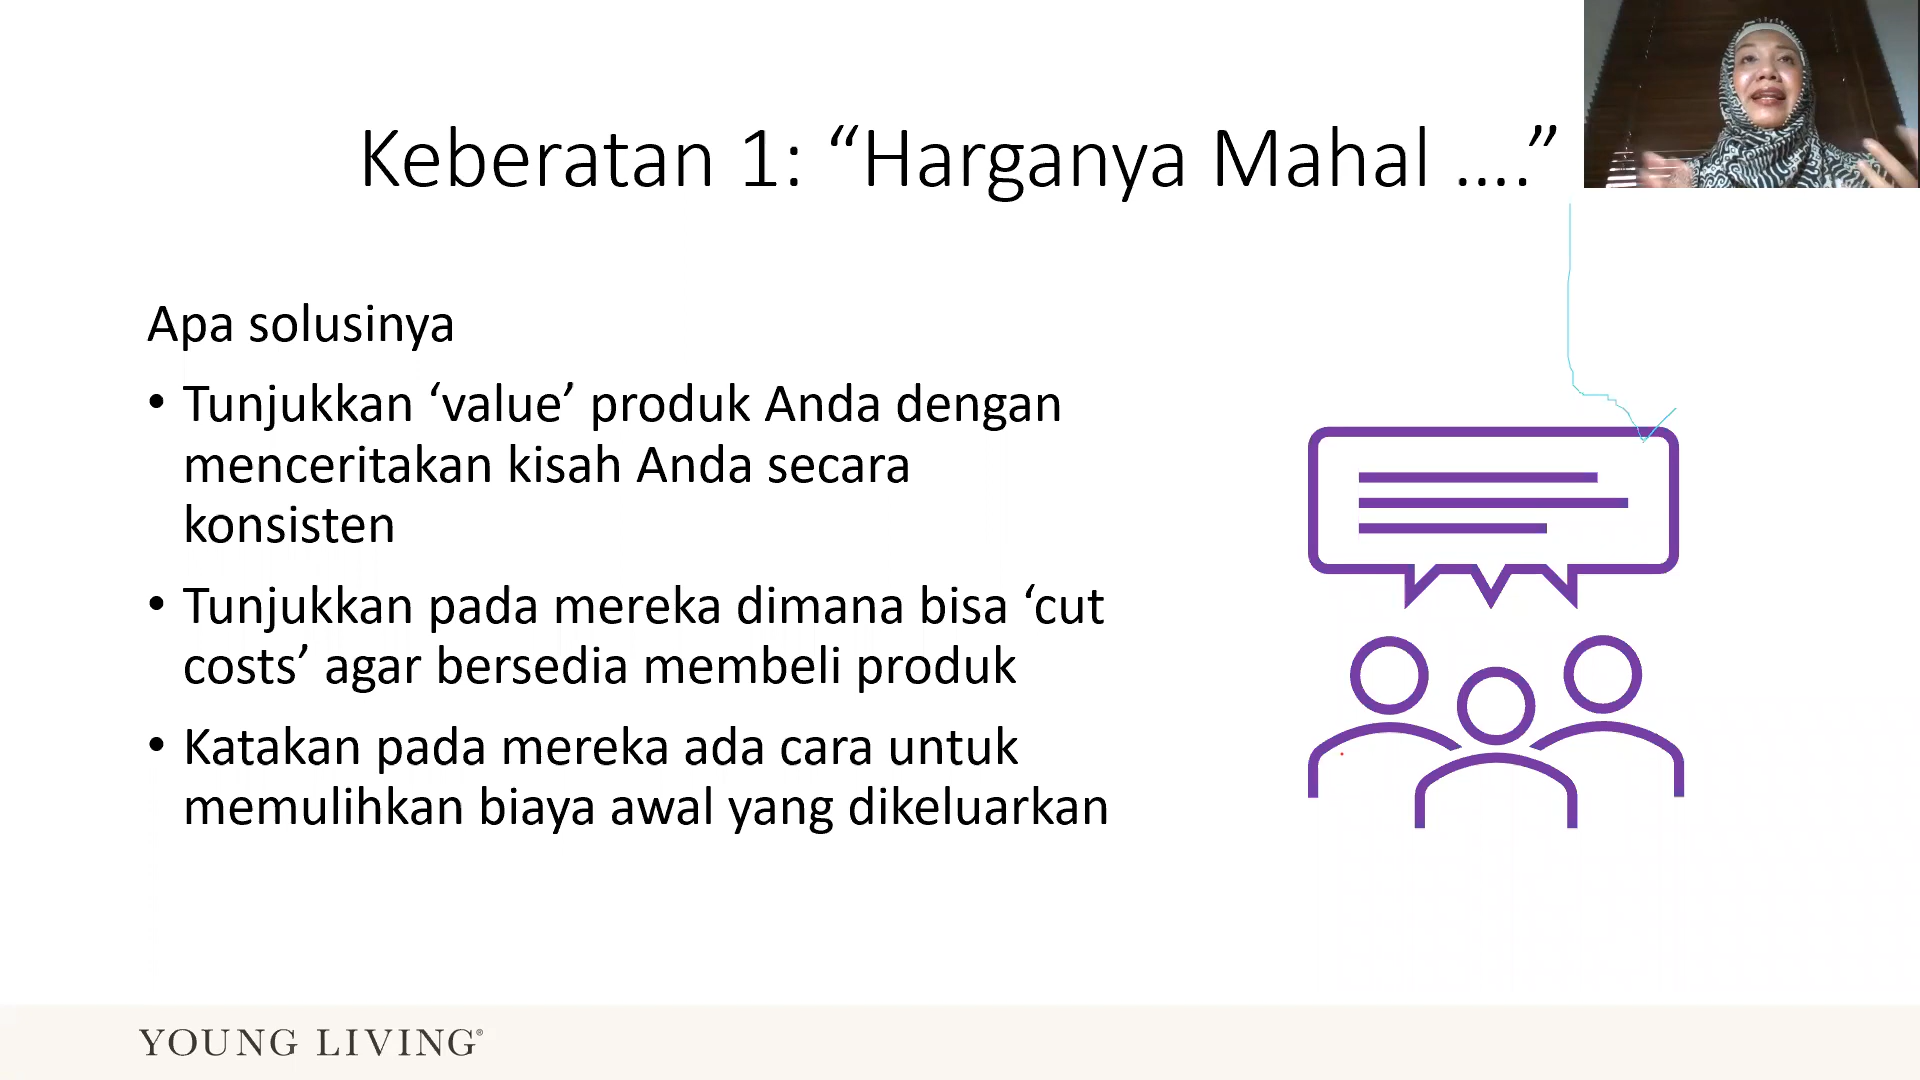 Keberatan 1: “Harganya Mahal ....”
Apa solusinya
• Tunjukkan ‘value’ produk Anda dengan
menceritakan kisah Anda secara
konsisten
• Tunjukkan pada mereka dimana bisa ‘cut
costs’ agar bersedia membeli produk
• Katakan pada mereka ada cara untuk
memulihkan biaya awal yang dikeluarkan
YOUNG LIVING®